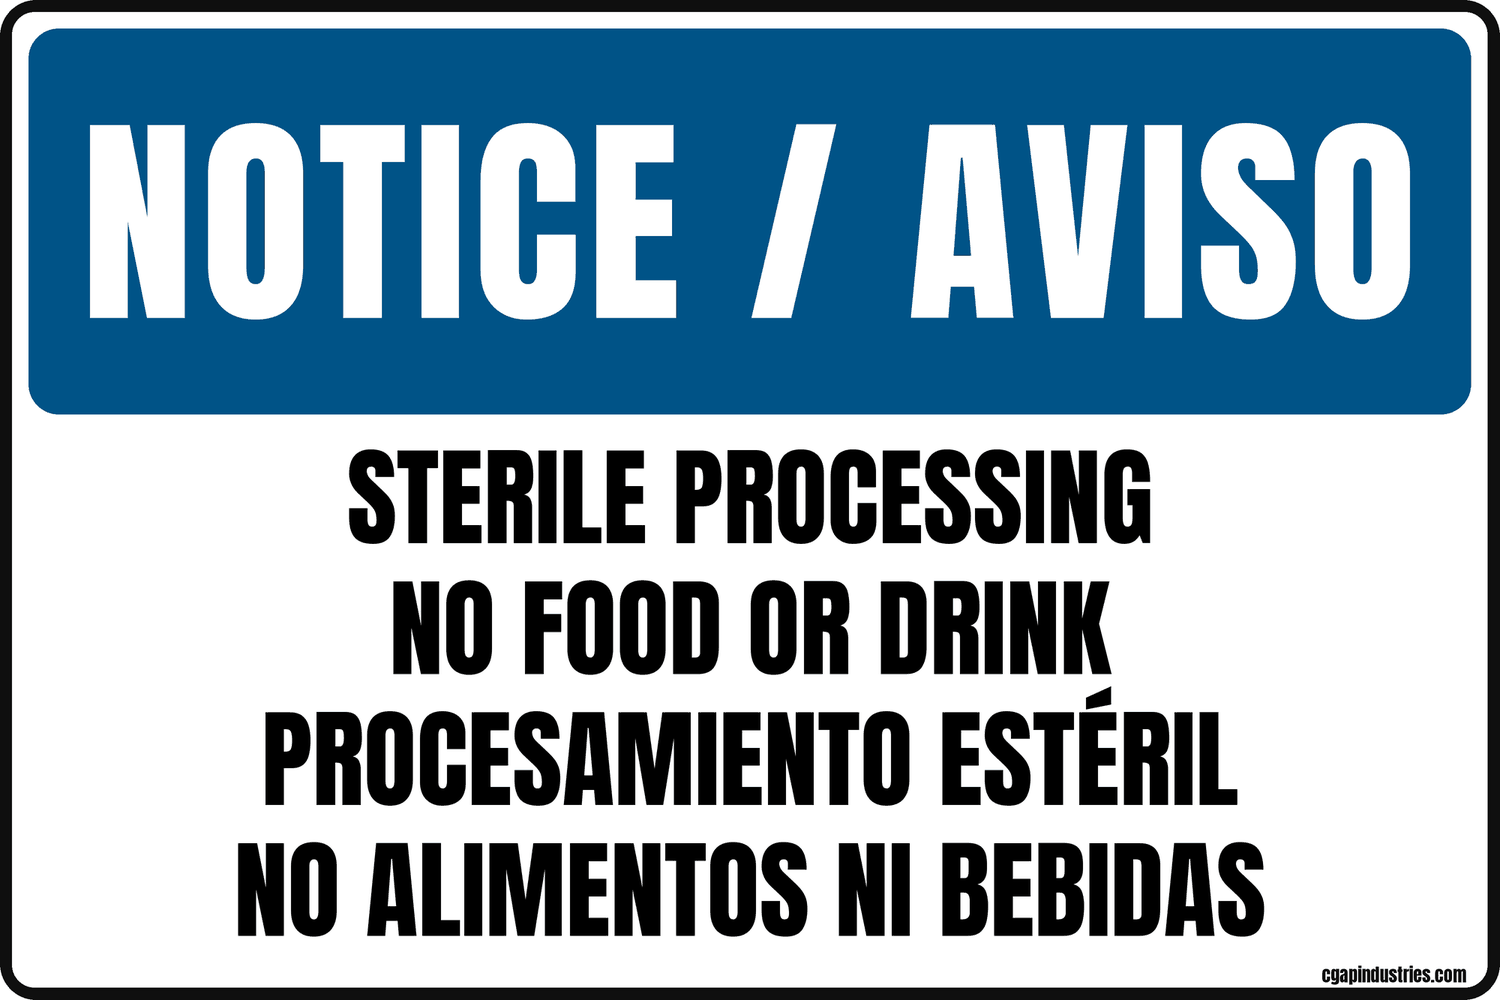 NOTICE / AVISO
STERILE PROCESSING
NO FOOD OR DRINK
PROCESAMIENTO ESTÉRIL
NO ALIMENTOS NI BEBIDAS
cgapindustries.com